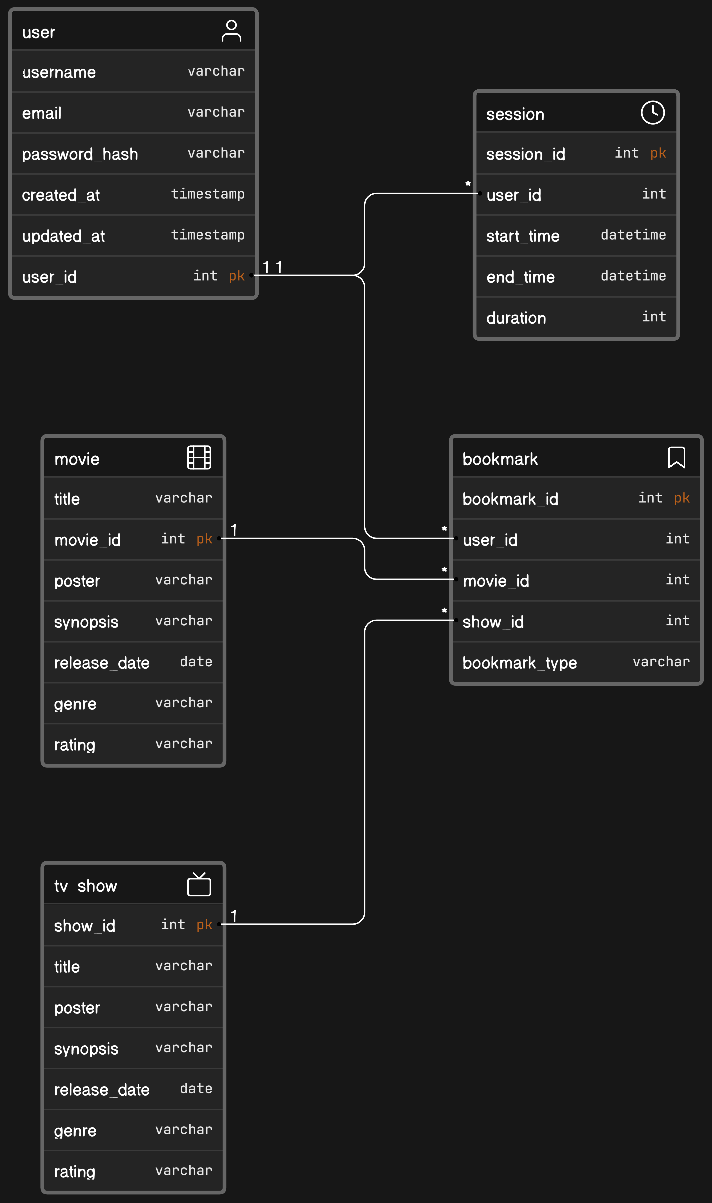 user
username varchar
email varchar
password_hash varchar
created_at timestamp
updated_at timestamp
user_id int pk
1 1
session
session_id int pk
*
user_id int
start_time datetime
end_time datetime
duration int
movie
title varchar
movie_id int pk
1
poster varchar
synopsis varchar
release_date date
genre varchar
rating varchar
bookmark
bookmark_id int pk
*
user_id int
*
movie_id int
*
show_id int
bookmark_type varchar
tv_show
show_id int pk
1
title varchar
poster varchar
synopsis varchar
release_date date
genre varchar
rating varchar